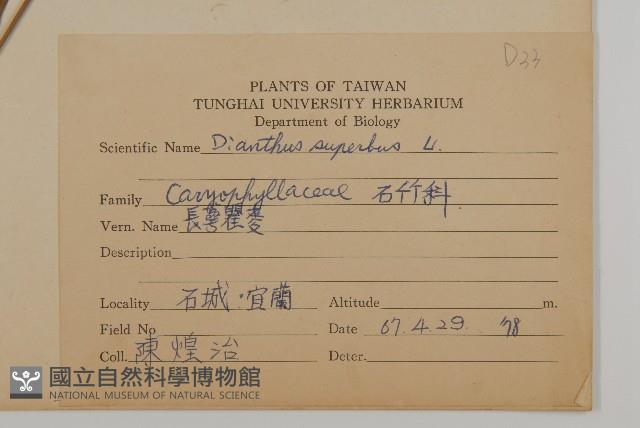 D33
PLANTS OF TAIWAN
TUNGHAI UNIVERSITY HERBARIUM
Department of Biology
Scientific Name Dianthus superbus L.
Family Caryophyllaceae 石竹科
Vern. Name 長萼瞿麥
Description
Locality 石城·宜蘭 Altitude m.
Field No Date 67.4.29. '78
Coll. 陳煌治 Deter.
國立自然科學博物館
NATIONAL MUSEUM OF NATURAL SCIENCE